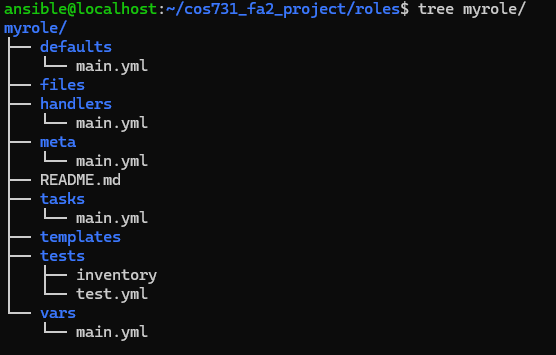 ansible@localhost:~/cos731_fa2_project/roles$ tree myrole/
myrole/
├── defaults
│   └── main.yml
├── files
├── handlers
│   └── main.yml
├── meta
│   └── main.yml
├── README.md
├── tasks
│   └── main.yml
├── templates
├── tests
│   ├── inventory
│   └── test.yml
└── vars
    └── main.yml